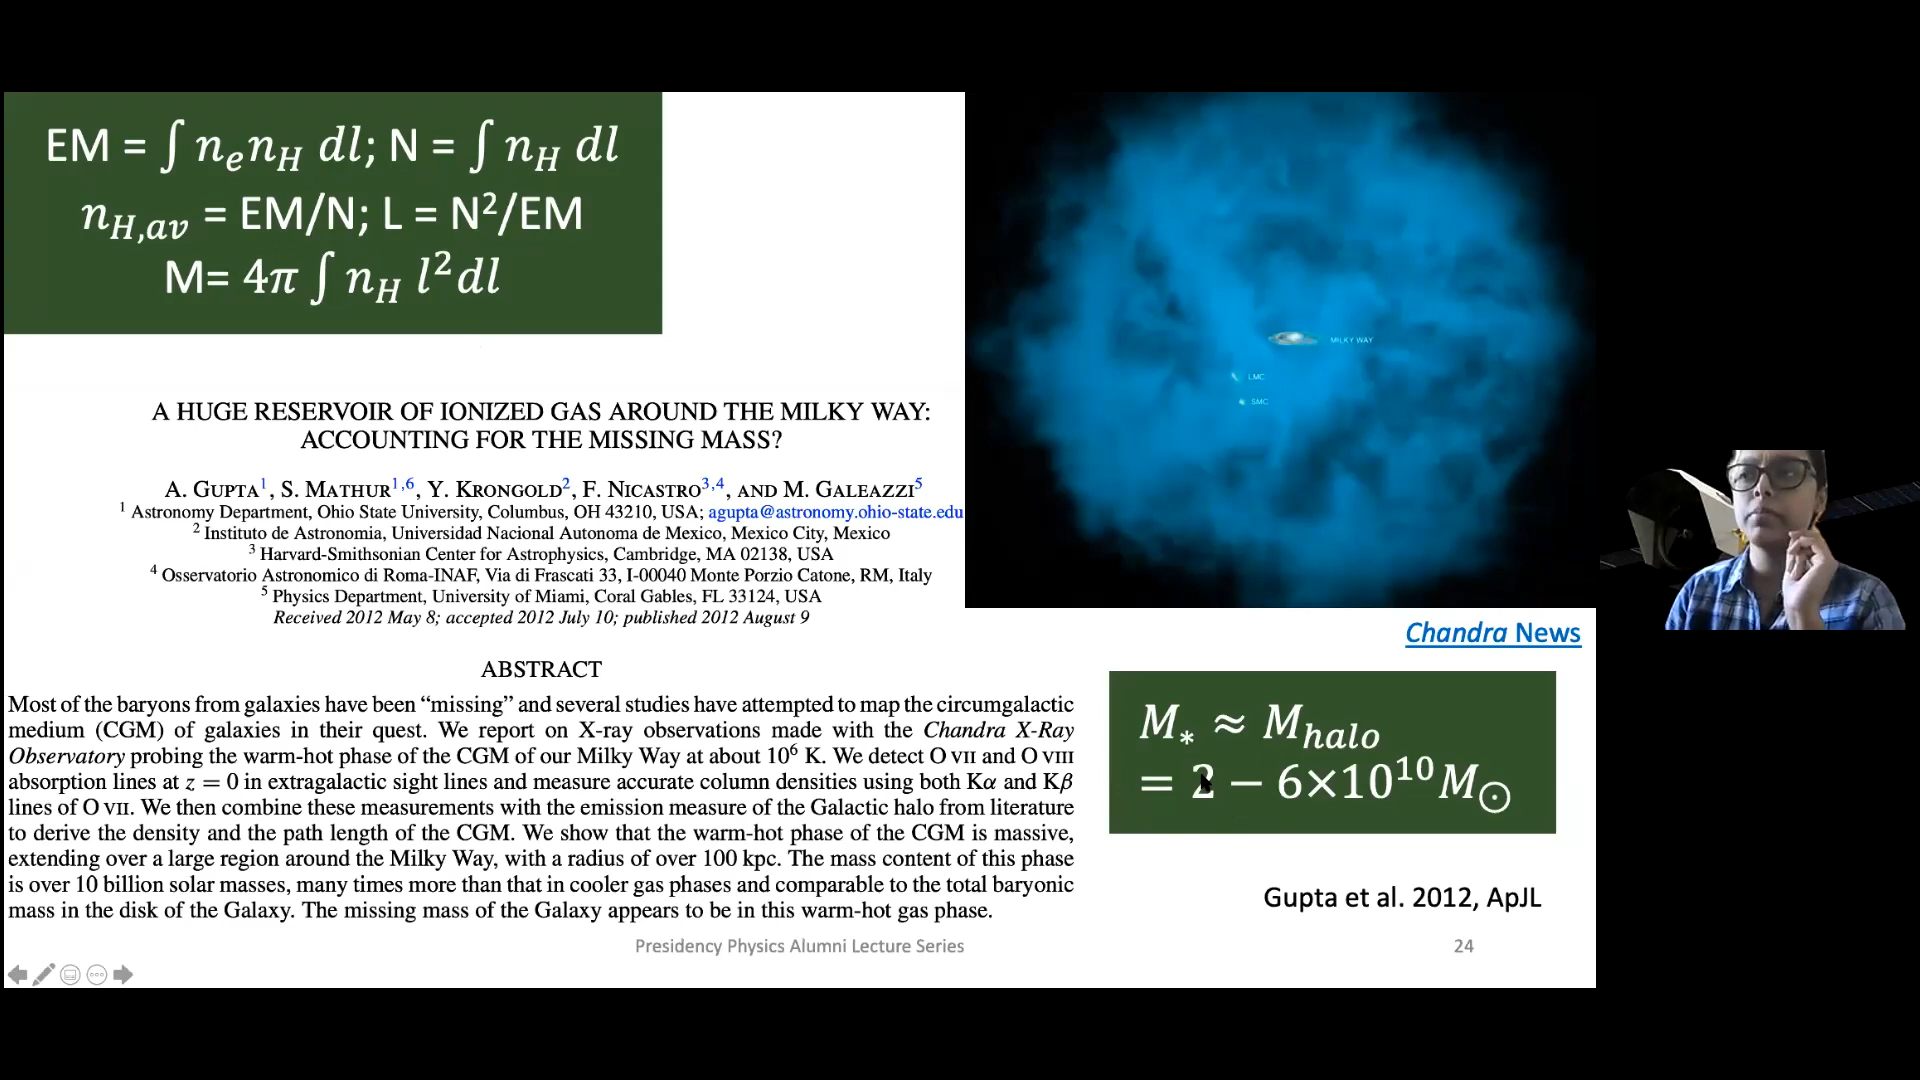 EM = ∫ nₑn_H dl; N = ∫ n_H dl
n_{H,av} = EM/N; L = N²/EM
M= 4π ∫ n_H l²dl
MILKY WAY
LMC
SMC
A HUGE RESERVOIR OF IONIZED GAS AROUND THE MILKY WAY:
ACCOUNTING FOR THE MISSING MASS?
A. GUPTA¹, S. MATHUR¹,⁶, Y. KRONGOLD², F. NICASTRO³,⁴, AND M. GALEAZZI⁵
¹ Astronomy Department, Ohio State University, Columbus, OH 43210, USA; agupta@astronomy.ohio-state.edu
² Instituto de Astronomia, Universidad Nacional Autonoma de Mexico, Mexico City, Mexico
³ Harvard-Smithsonian Center for Astrophysics, Cambridge, MA 02138, USA
⁴ Osservatorio Astronomico di Roma-INAF, Via di Frascati 33, I-00040 Monte Porzio Catone, RM, Italy
⁵ Physics Department, University of Miami, Coral Gables, FL 33124, USA
Received 2012 May 8; accepted 2012 July 10; published 2012 August 9
ABSTRACT
Most of the baryons from galaxies have been “missing” and several studies have attempted to map the circumgalactic
medium (CGM) of galaxies in their quest. We report on X-ray observations made with the Chandra X-Ray
Observatory probing the warm-hot phase of the CGM of our Milky Way at about 10⁶ K. We detect O VII and O VIII
absorption lines at z = 0 in extragalactic sight lines and measure accurate column densities using both Kα and Kβ
lines of O VII. We then combine these measurements with the emission measure of the Galactic halo from literature
to derive the density and the path length of the CGM. We show that the warm-hot phase of the CGM is massive,
extending over a large region around the Milky Way, with a radius of over 100 kpc. The mass content of this phase
is over 10 billion solar masses, many times more than that in cooler gas phases and comparable to the total baryonic
mass in the disk of the Galaxy. The missing mass of the Galaxy appears to be in this warm-hot gas phase.
Chandra News
M_* ≈ M_{halo}
= 2 − 6×10¹⁰M_⊙
Gupta et al. 2012, ApJL
Presidency Physics Alumni Lecture Series
24